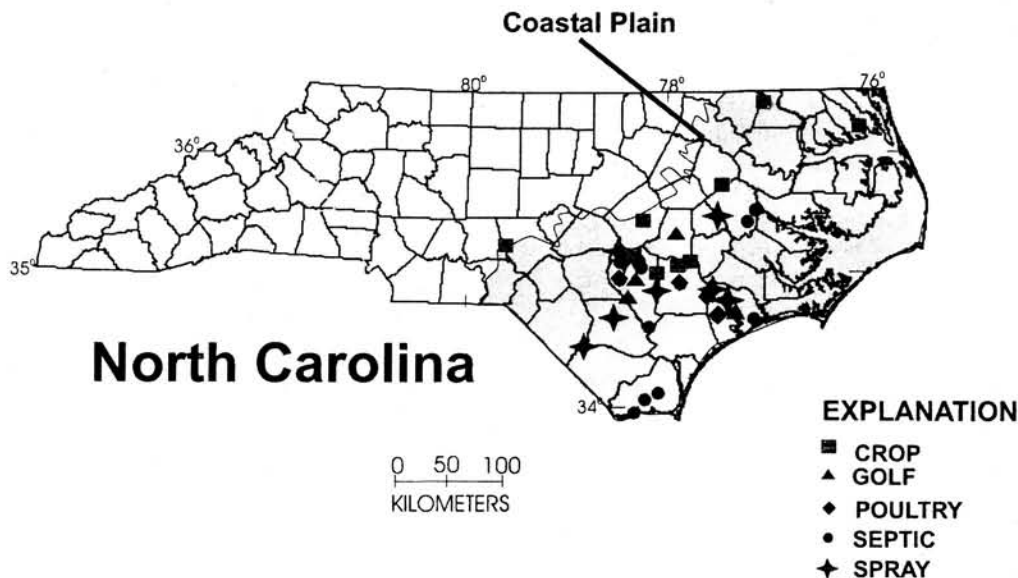 Coastal Plain
80°
78°
76°
36°
35°
North Carolina
34°
EXPLANATION
CROP
GOLF
POULTRY
SEPTIC
SPRAY
0 50 100
KILOMETERS